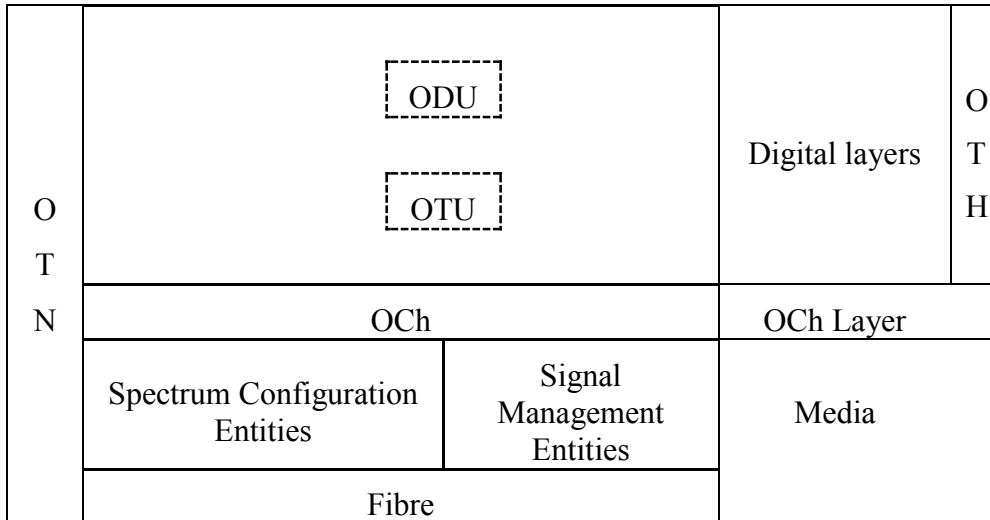 ODU
OTU
Digital layers
O
T
H
O
T
N
OCh
OCh Layer
Spectrum Configuration
Entities
Signal
Management
Entities
Media
Fibre